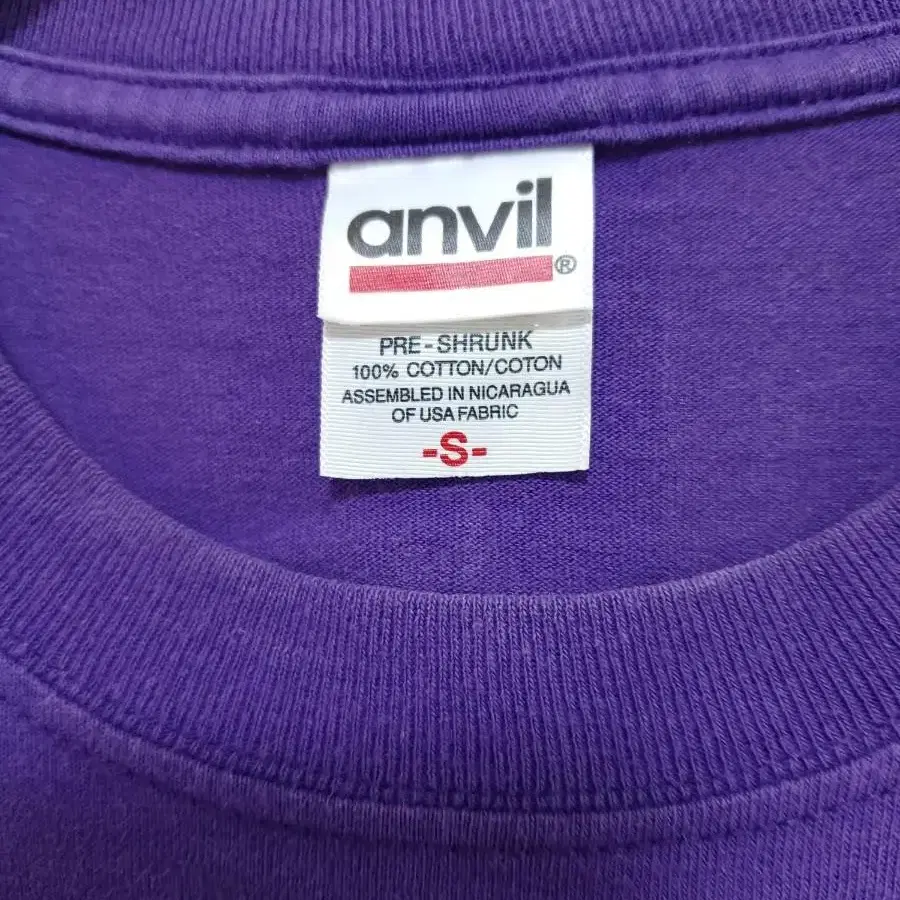 anvil®
PRE-SHRUNK
100% COTTON/COTON
ASSEMBLED IN NICARAGUA
OF USA FABRIC
-S-